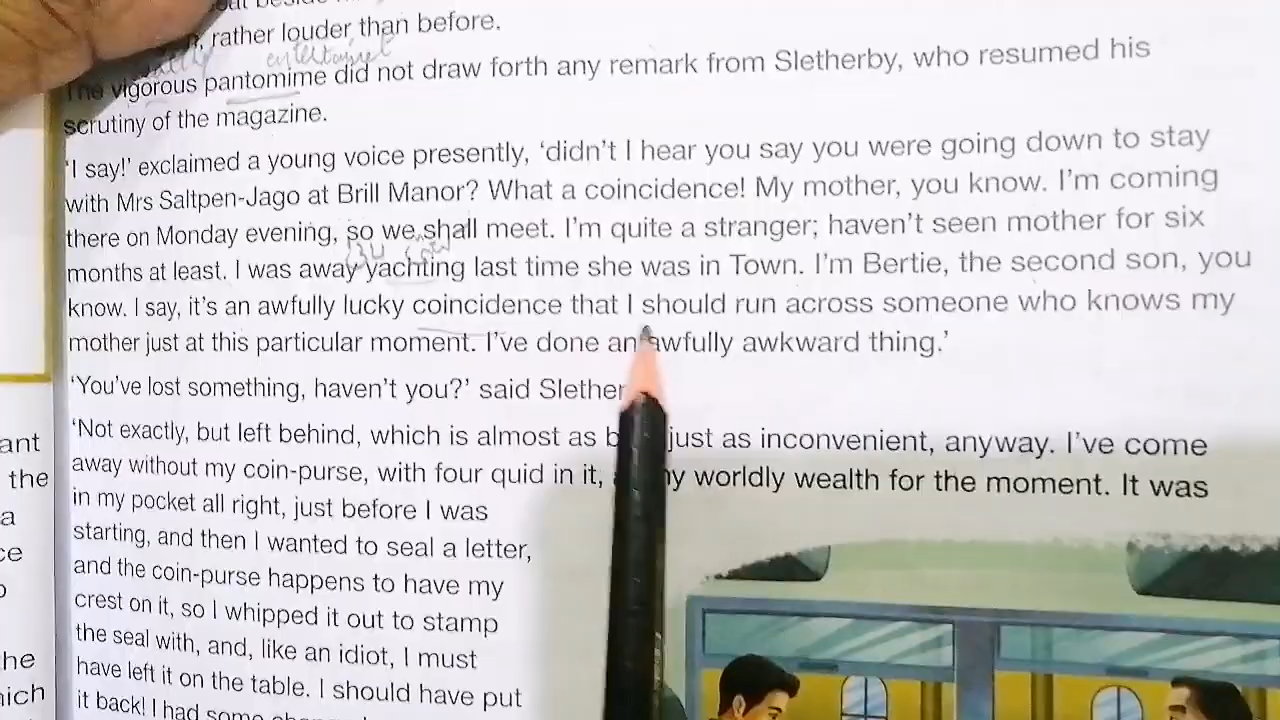 rather louder than before.
entertainment
The vigorous pantomime did not draw forth any remark from Sletherby, who resumed his
scrutiny of the magazine.
'I say!' exclaimed a young voice presently, 'didn't I hear you say you were going down to stay
with Mrs Saltpen-Jago at Brill Manor? What a coincidence! My mother, you know. I'm coming
there on Monday evening, so we shall meet. I'm quite a stranger; haven't seen mother for six
months at least. I was away yachting last time she was in Town. I'm Bertie, the second son, you
know. I say, it's an awfully lucky coincidence that I should run across someone who knows my
mother just at this particular moment. I've done an awfully awkward thing.'
'You've lost something, haven't you?' said
'Not exactly, but left behind, which is almost as just as inconvenient, anyway. I've come
away without my coin-purse, with four quid in it, worldly wealth for the moment. It was
in my pocket all right, just before I was
starting, and then I wanted to seal a letter,
and the coin-purse happens to have my
crest on it, so I whipped it out to stamp
the seal with, and, like an idiot, I must
have left it on the table. I should have put
it back! I had some
ant
the
a